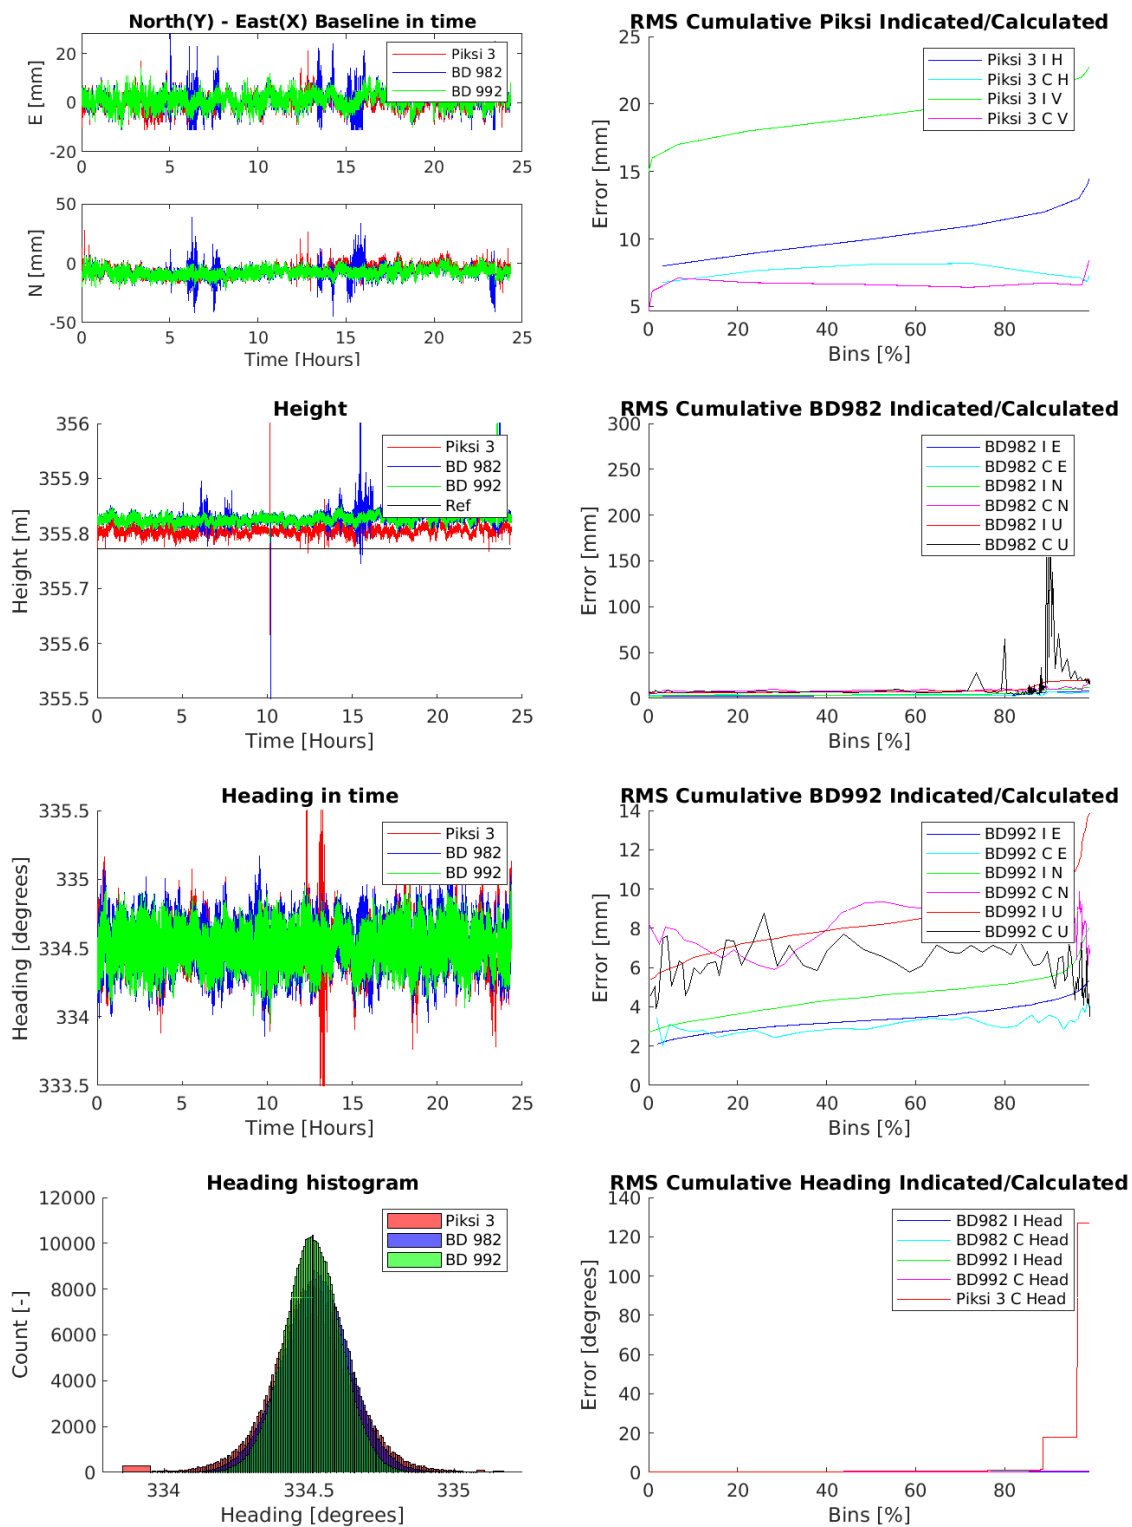 North(Y) - East(X) Baseline in time
E [mm]
20
0
-20
0 5 10 15 20 25
Piksi 3
BD 982
BD 992
N [mm]
50
0
-50
0 5 10 15 20 25
Time [Hours]
RMS Cumulative Piksi Indicated/Calculated
Error [mm]
25
20
15
10
5
0 20 40 60 80
Bins [%]
Piksi 3 I H
Piksi 3 C H
Piksi 3 I V
Piksi 3 C V
Height
Height [m]
356
355.9
355.8
355.7
355.6
355.5
0 5 10 15 20 25
Time [Hours]
Piksi 3
BD 982
BD 992
Ref
RMS Cumulative BD982 Indicated/Calculated
Error [mm]
300
250
200
150
100
50
0
0 20 40 60 80
Bins [%]
BD982 I E
BD982 C E
BD982 I N
BD982 C N
BD982 I U
BD982 C U
Heading in time
Heading [degrees]
335.5
335
334.5
334
333.5
0 5 10 15 20 25
Time [Hours]
Piksi 3
BD 982
BD 992
RMS Cumulative BD992 Indicated/Calculated
Error [mm]
14
12
10
8
6
4
2
0
0 20 40 60 80
Bins [%]
BD992 I E
BD992 C E
BD992 I N
BD992 C N
BD992 I U
BD992 C U
Heading histogram
Count [-]
12000
10000
8000
6000
4000
2000
0
334 334.5 335
Heading [degrees]
Piksi 3
BD 982
BD 992
RMS Cumulative Heading Indicated/Calculated
Error [degrees]
140
120
100
80
60
40
20
0
0 20 40 60 80
Bins [%]
BD982 I Head
BD982 C Head
BD992 I Head
BD992 C Head
Piksi 3 C Head